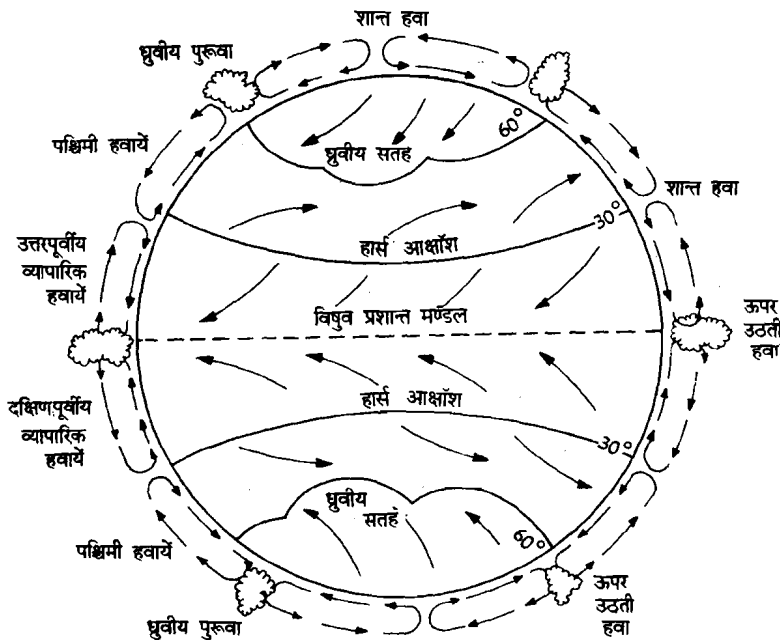 शान्त हवा
ध्रुवीय पुरूवा
पश्चिमी हवायें
60°
ध्रुवीय सतह
शान्त हवा
30°
उत्तरपूर्वीय
व्यापारिक
हवायें
हार्स आक्षाँश
विषुव प्रशान्त मण्डल
ऊपर
उठती
हवा
दक्षिणपूर्वीय
व्यापारिक
हवायें
हार्स आक्षाँश
30°
ध्रुवीय
सतह
पश्चिमी हवायें
60°
ऊपर
उठती
हवा
ध्रुवीय पुरूवा